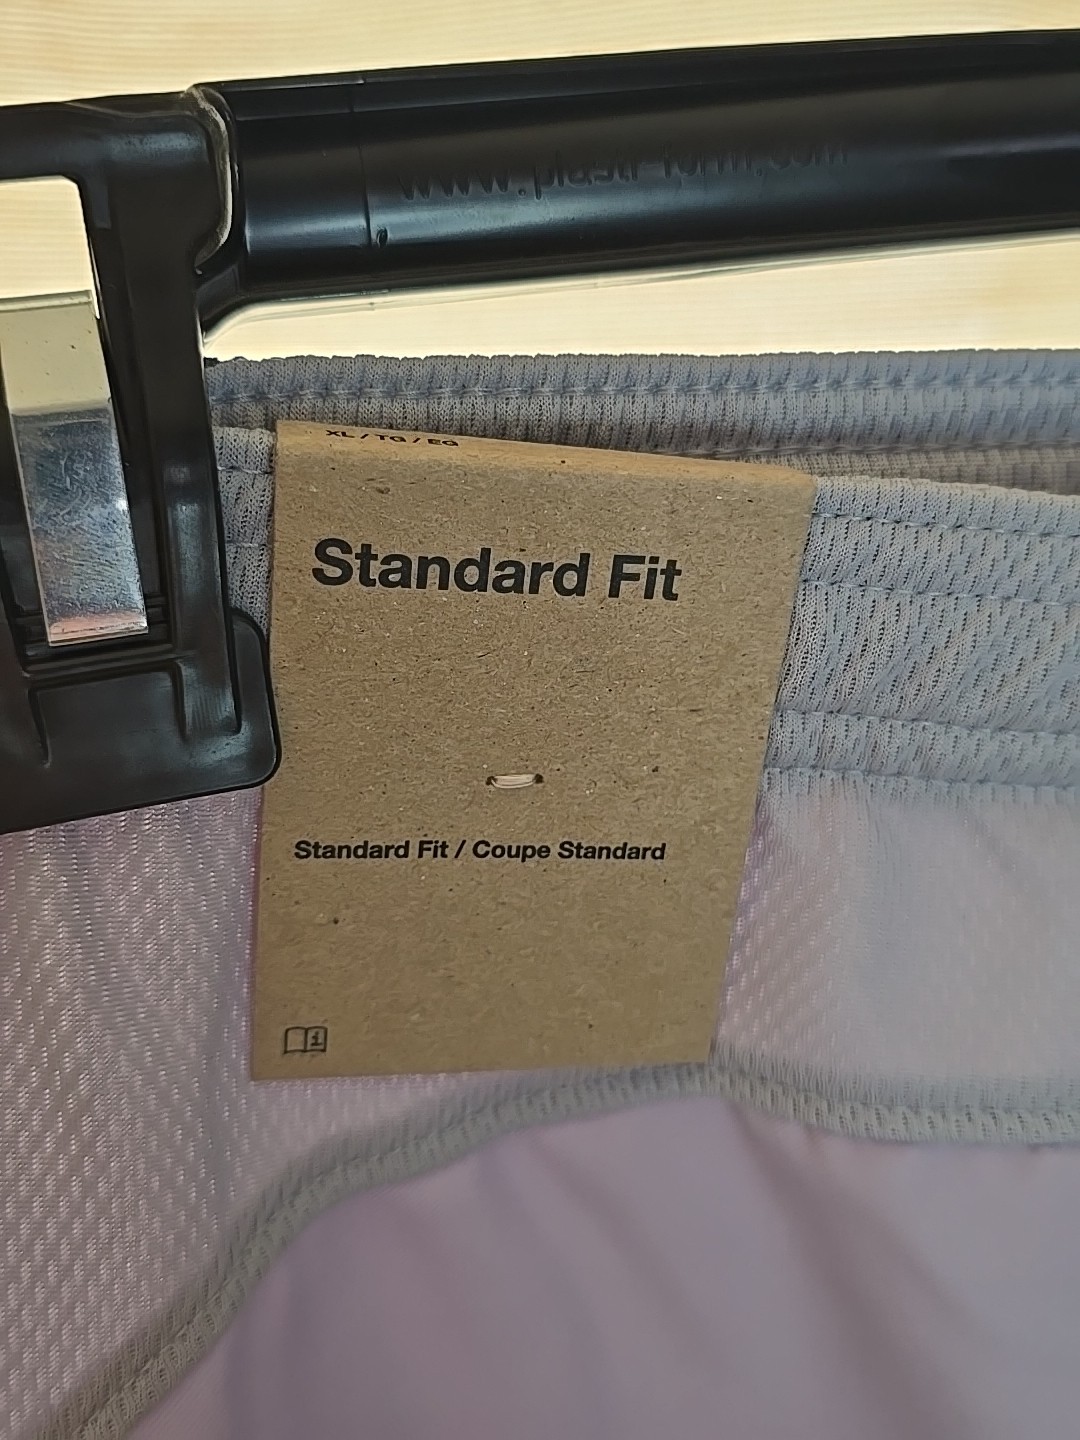 www.plasti-form.com
XL / TG / EG
Standard Fit
Standard Fit / Coupe Standard
i